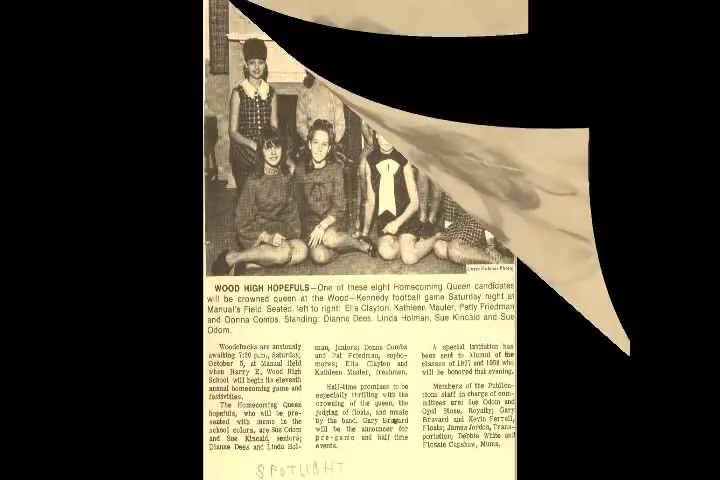 WOOD HIGH HOPEFULS—One of these eight Homecoming Queen candidates
will be crowned queen at the Wood—Kennedy football game Saturday night at
Manual's Field. Seated, left to right: Ella Clayton, Kathleen Mauler, Patty Friedman
and Donna Combs. Standing: Dianne Dees, Linda Holman, Sue Kincaid and Sue
Odom.
Woodchucks are anxiously
awaiting 7:30 p.m., Saturday,
October 5, at Manual field
when Harry E. Wood High
School will begin its eleventh
annual homecoming game and
festivities.
The Homecoming Queen
hopefuls, who will be pre-
sented with mums in the
school colors, are Sue Odom
and Sue Kincaid, seniors;
Dianne Dees and Linda Hol-
man, juniors; Donna Combs
and Pat Friedman, sopho-
mores; Ella Clayton and
Kathleen Mauler, freshmen.
Half-time promises to be
especially thrilling with the
crowning of the queen, the
judging of floats, and music
by the band. Gary Bravard
will be the announcer for
pre-game and half time
events.
A special invitation has
been sent to Alumni of the
classes of 1957 and 1958 who
will be honored that evening.
Members of the Publica-
tions staff in charge of com-
mittees are: Sue Odom and
Opal Stone, Royalty; Gary
Bravard and Kevin Ferrell,
Floats; James Jordon, Trans-
portation; Debbie White and
Flossie Capshaw, Mums.
SPOTLIGHT